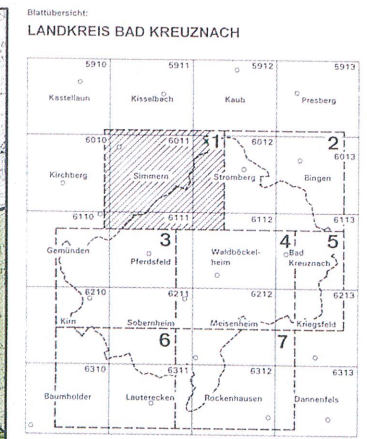 Blattübersicht:
LANDKREIS BAD KREUZNACH
5910 5911 5912 5913
Kastellaun Kisselbach Kaub Presberg
6010 6011 1 6012 2 6013
Kirchberg Simmern Stromberg Bingen
6110 6111 6112 6113
3 4 5
Gemünden Pferdsfeld Waldböckel-heim Bad Kreuznach
6210 6211 6212 6213
Kirn Sobernheim Meisenheim Kriegsfeld
6 7
6310 6311 6312 6313
Baumholder Lauterecken Rockenhausen Dannenfels